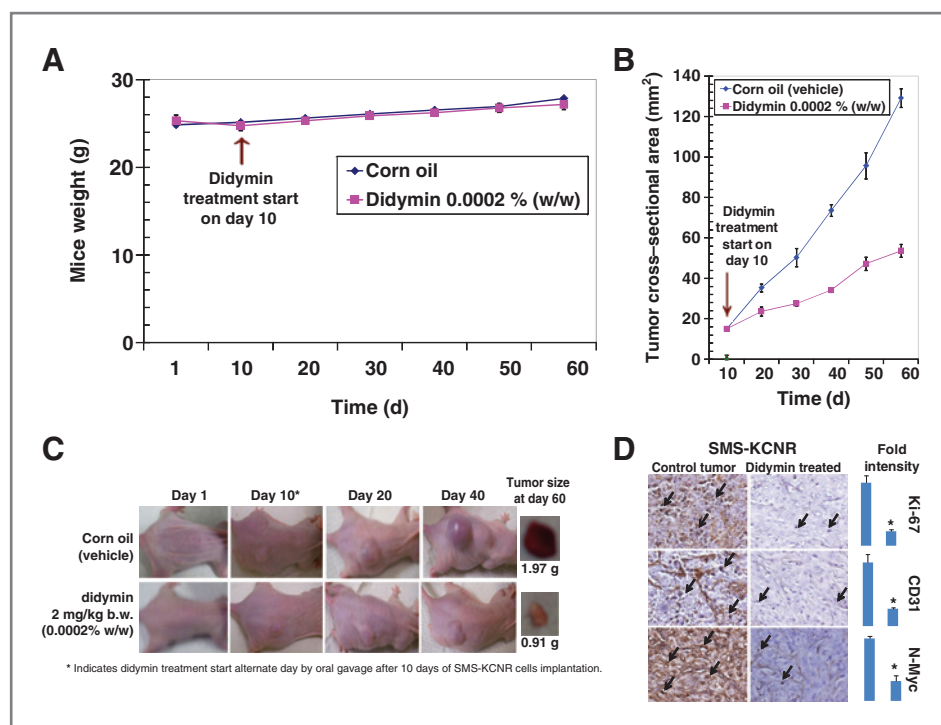 A
30
20
10
0
Mice weight (g)
Didymin
treatment start
on day 10
Corn oil
Didymin 0.0002 % (w/w)
1 10 20 30 40 50 60
Time (d)
B
140
120
100
80
60
40
20
0
Tumor cross–sectional area (mm2)
Corn oil (vehicle)
Didymin 0.0002 % (w/w)
Didymin
treatment
start on
day 10
10 20 30 40 50 60
Time (d)
C
Day 1 Day 10* Day 20 Day 40 Tumor size
at day 60
Corn oil
(vehicle)
1.97 g
didymin
2 mg/kg b.w.
(0.0002% w/w)
0.91 g
* Indicates didymin treatment start alternate day by oral gavage after 10 days of SMS-KCNR cells implantation.
D
SMS-KCNR
Control tumor Didymin treated
Fold
intensity
*
Ki-67
*
CD31
*
N-Myc